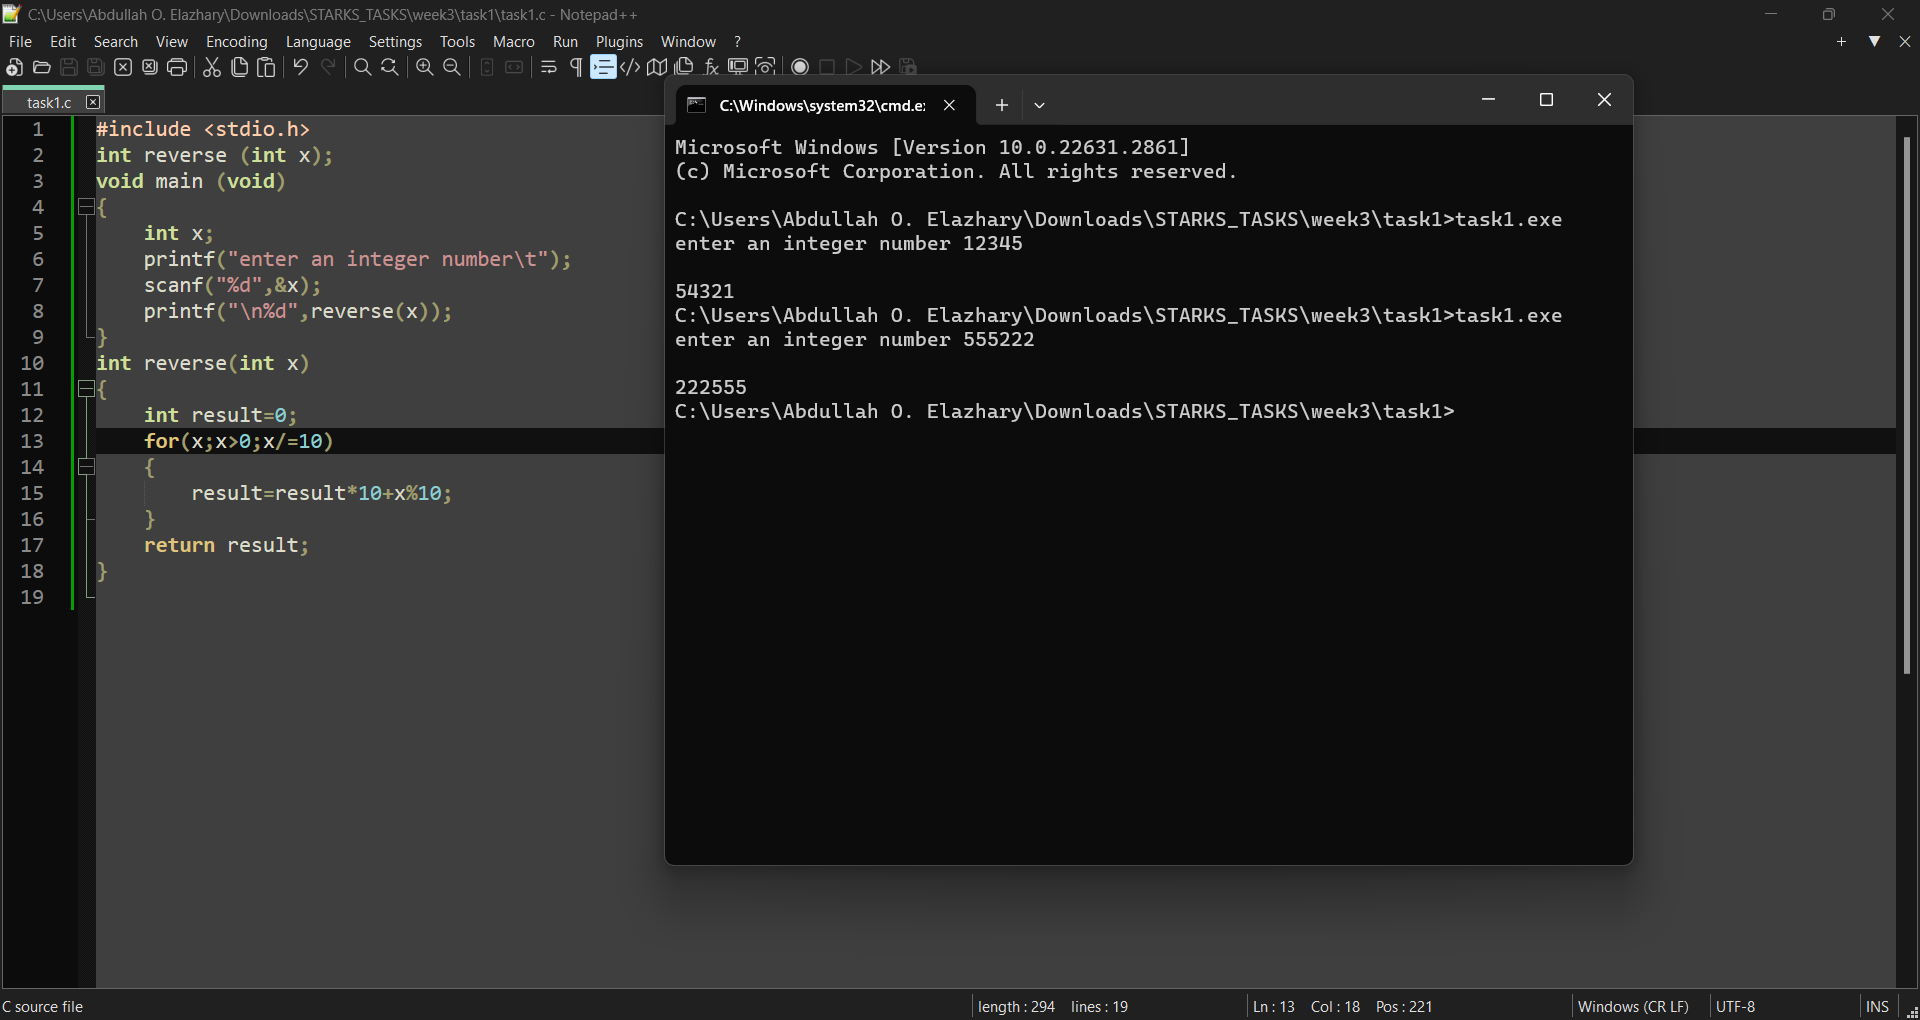 C:\Users\Abdullah O. Elazhary\Downloads\STARKS_TASKS\week3\task1\task1.c - Notepad++
File Edit Search View Encoding Language Settings Tools Macro Run Plugins Window ?
task1.c
1 #include <stdio.h>
2 int reverse (int x);
3 void main (void)
4 {
5 int x;
6 printf("enter an integer number\t");
7 scanf("%d",&x);
8 printf("\n%d",reverse(x));
9 }
10 int reverse(int x)
11 {
12 int result=0;
13 for(x;x>0;x/=10)
14 {
15 result=result*10+x%10;
16 }
17 return result;
18 }
19
C:\Windows\system32\cmd.e
Microsoft Windows [Version 10.0.22631.2861]
(c) Microsoft Corporation. All rights reserved.
C:\Users\Abdullah O. Elazhary\Downloads\STARKS_TASKS\week3\task1>task1.exe
enter an integer number 12345
54321
C:\Users\Abdullah O. Elazhary\Downloads\STARKS_TASKS\week3\task1>task1.exe
enter an integer number 555222
222555
C:\Users\Abdullah O. Elazhary\Downloads\STARKS_TASKS\week3\task1>
C source file length : 294 lines : 19 Ln : 13 Col : 18 Pos : 221 Windows (CR LF) UTF-8 INS